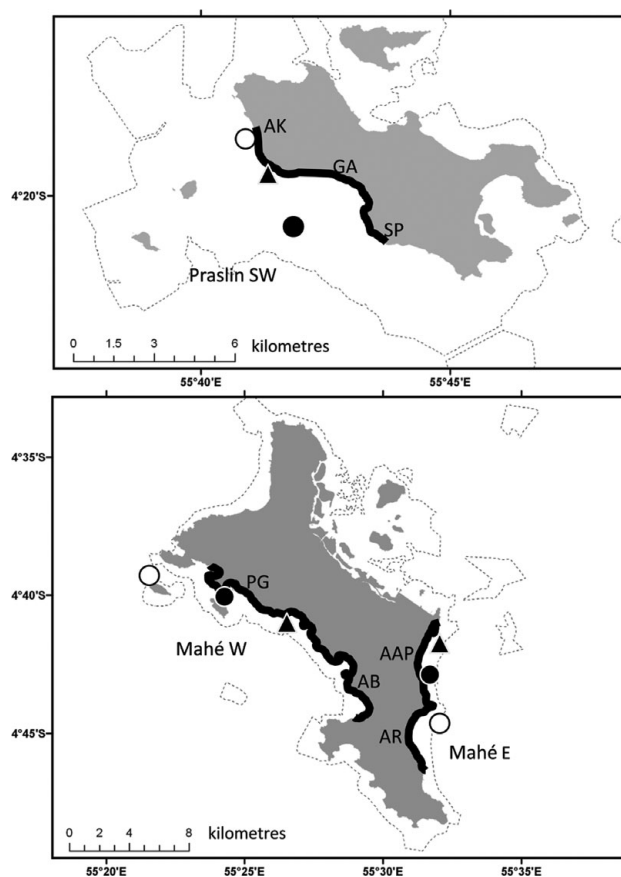 AK
GA
4°20'S
SP
Praslin SW
0 1.5 3 6 kilometres
55°40'E 55°45'E
4°35'S
4°40'S
PG
Mahé W
AAP
AB
AR
Mahé E
4°45'S
0 2 4 8 kilometres
55°20'E 55°25'E 55°30'E 55°35'E